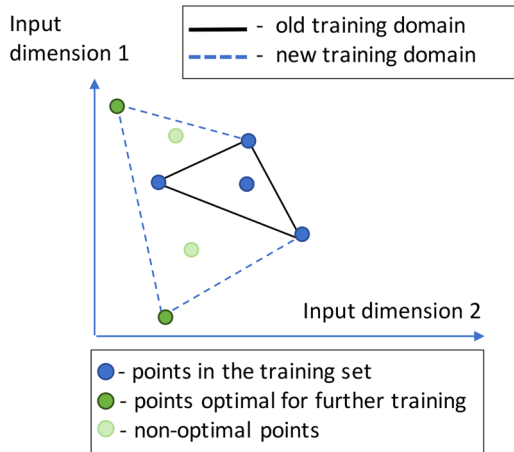 Input
dimension 1
- old training domain
- new training domain
Input dimension 2
- points in the training set
- points optimal for further training
- non-optimal points